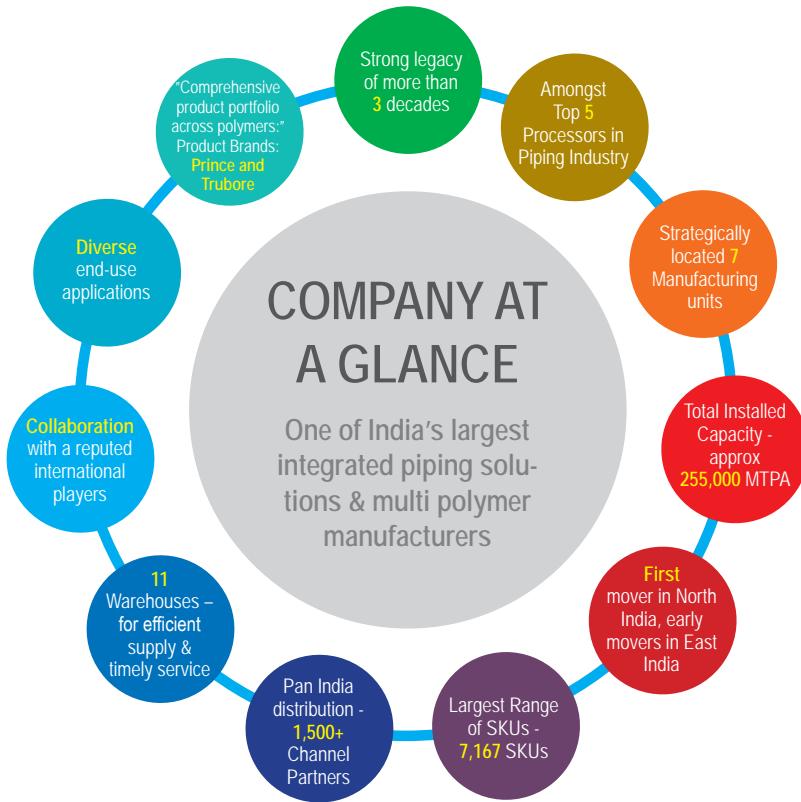 COMPANY AT
A GLANCE
One of India's largest
integrated piping solu-
tions & multi polymer
manufacturers
Strong legacy
of more than
3 decades
Amongst
Top 5
Processors in
Piping Industry
Strategically
located 7
Manufacturing
units
Total Installed
Capacity -
approx
255,000 MTPA
First
mover in North
India, early
movers in East
India
Largest Range
of SKUs -
7,167 SKUs
Pan India
distribution -
1,500+
Channel
Partners
11
Warehouses –
for efficient
supply &
timely service
Collaboration
with a reputed
international
players
Diverse
end-use
applications
"Comprehensive
product portfolio
across polymers:"
Product Brands:
Prince and
Trubore